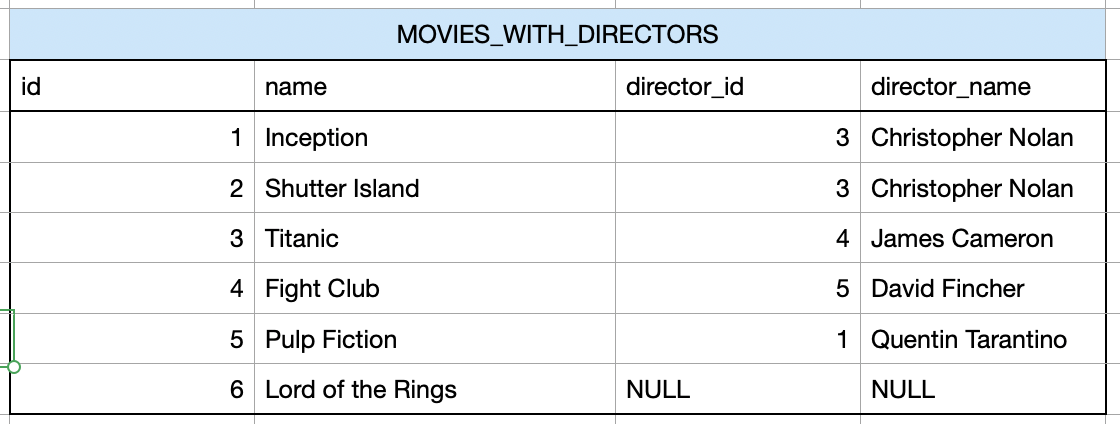 MOVIES_WITH_DIRECTORS
id name director_id director_name
1 Inception 3 Christopher Nolan
2 Shutter Island 3 Christopher Nolan
3 Titanic 4 James Cameron
4 Fight Club 5 David Fincher
5 Pulp Fiction 1 Quentin Tarantino
6 Lord of the Rings NULL NULL